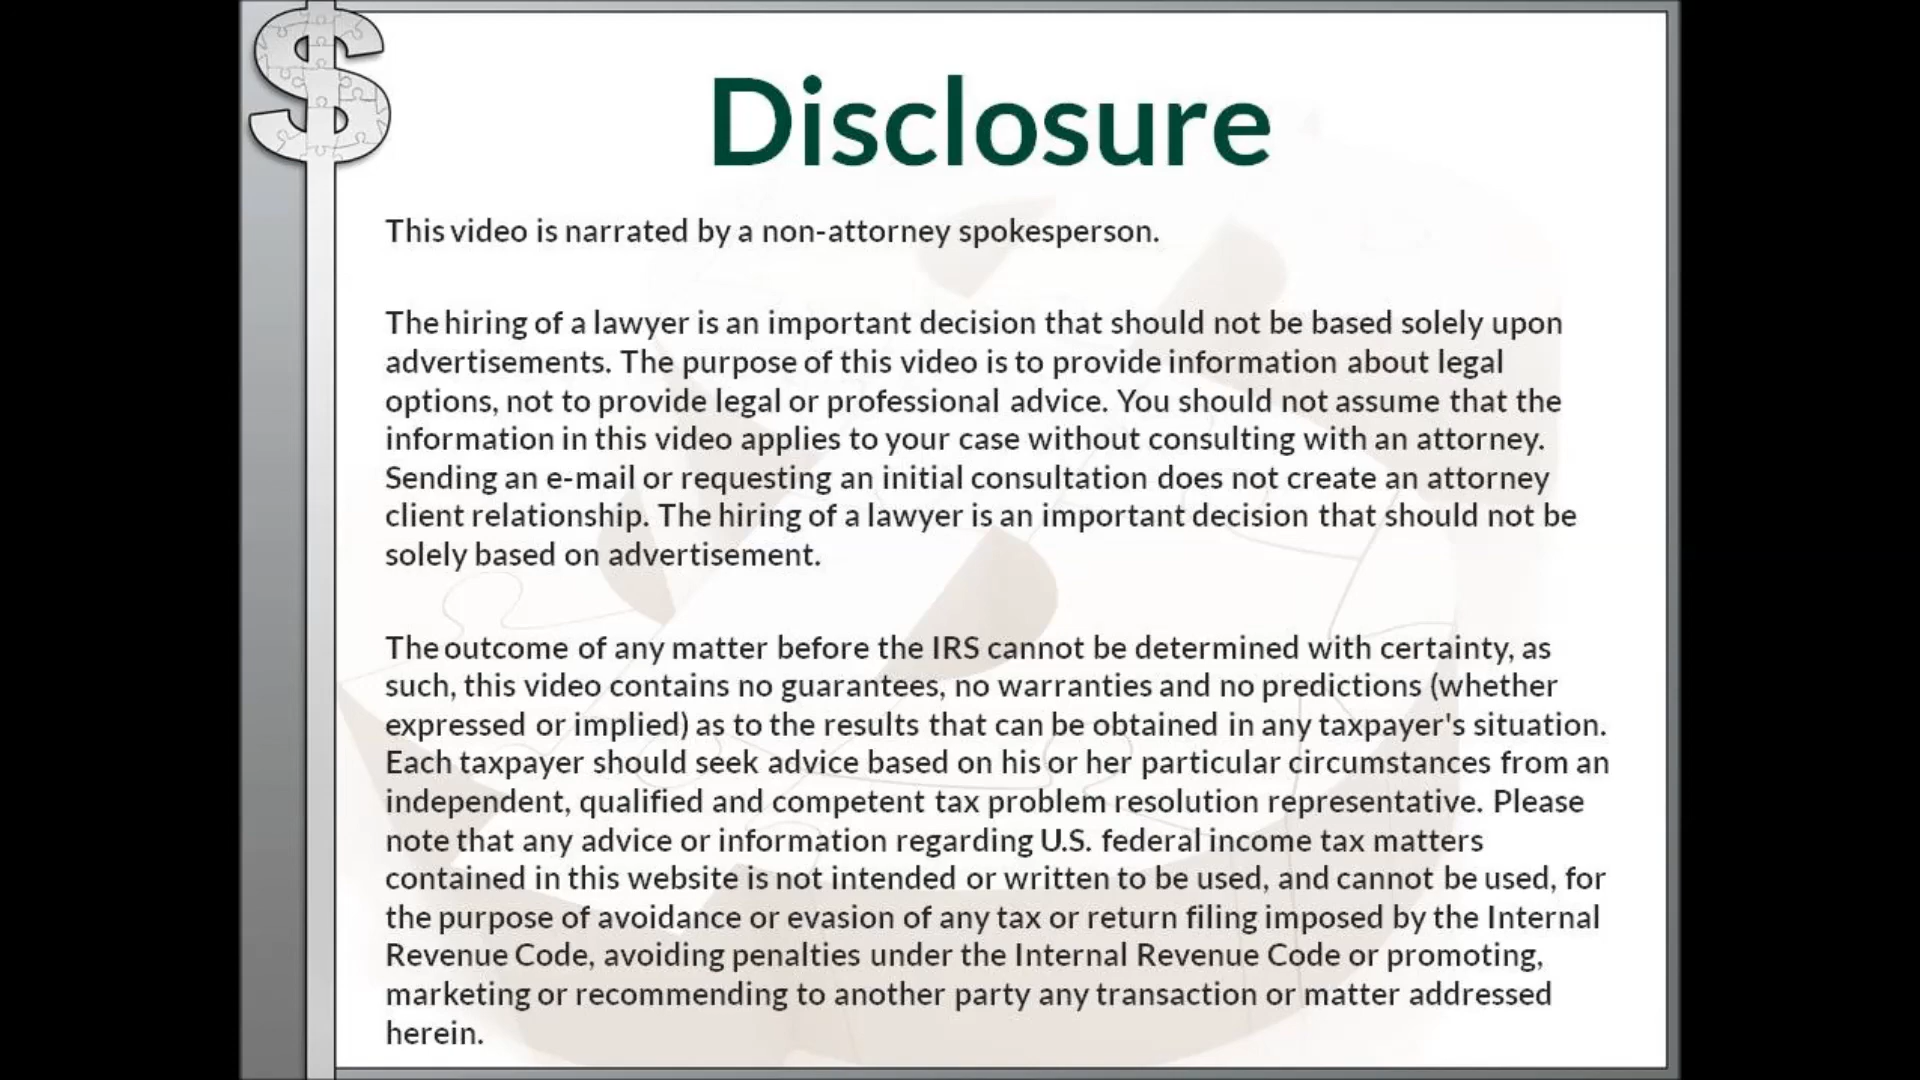 Disclosure
This video is narrated by a non-attorney spokesperson.
The hiring of a lawyer is an important decision that should not be based solely upon
advertisements. The purpose of this video is to provide information about legal
options, not to provide legal or professional advice. You should not assume that the
information in this video applies to your case without consulting with an attorney.
Sending an e-mail or requesting an initial consultation does not create an attorney
client relationship. The hiring of a lawyer is an important decision that should not be
solely based on advertisement.
The outcome of any matter before the IRS cannot be determined with certainty, as
such, this video contains no guarantees, no warranties and no predictions (whether
expressed or implied) as to the results that can be obtained in any taxpayer's situation.
Each taxpayer should seek advice based on his or her particular circumstances from an
independent, qualified and competent tax problem resolution representative. Please
note that any advice or information regarding U.S. federal income tax matters
contained in this website is not intended or written to be used, and cannot be used, for
the purpose of avoidance or evasion of any tax or return filing imposed by the Internal
Revenue Code, avoiding penalties under the Internal Revenue Code or promoting,
marketing or recommending to another party any transaction or matter addressed
herein.